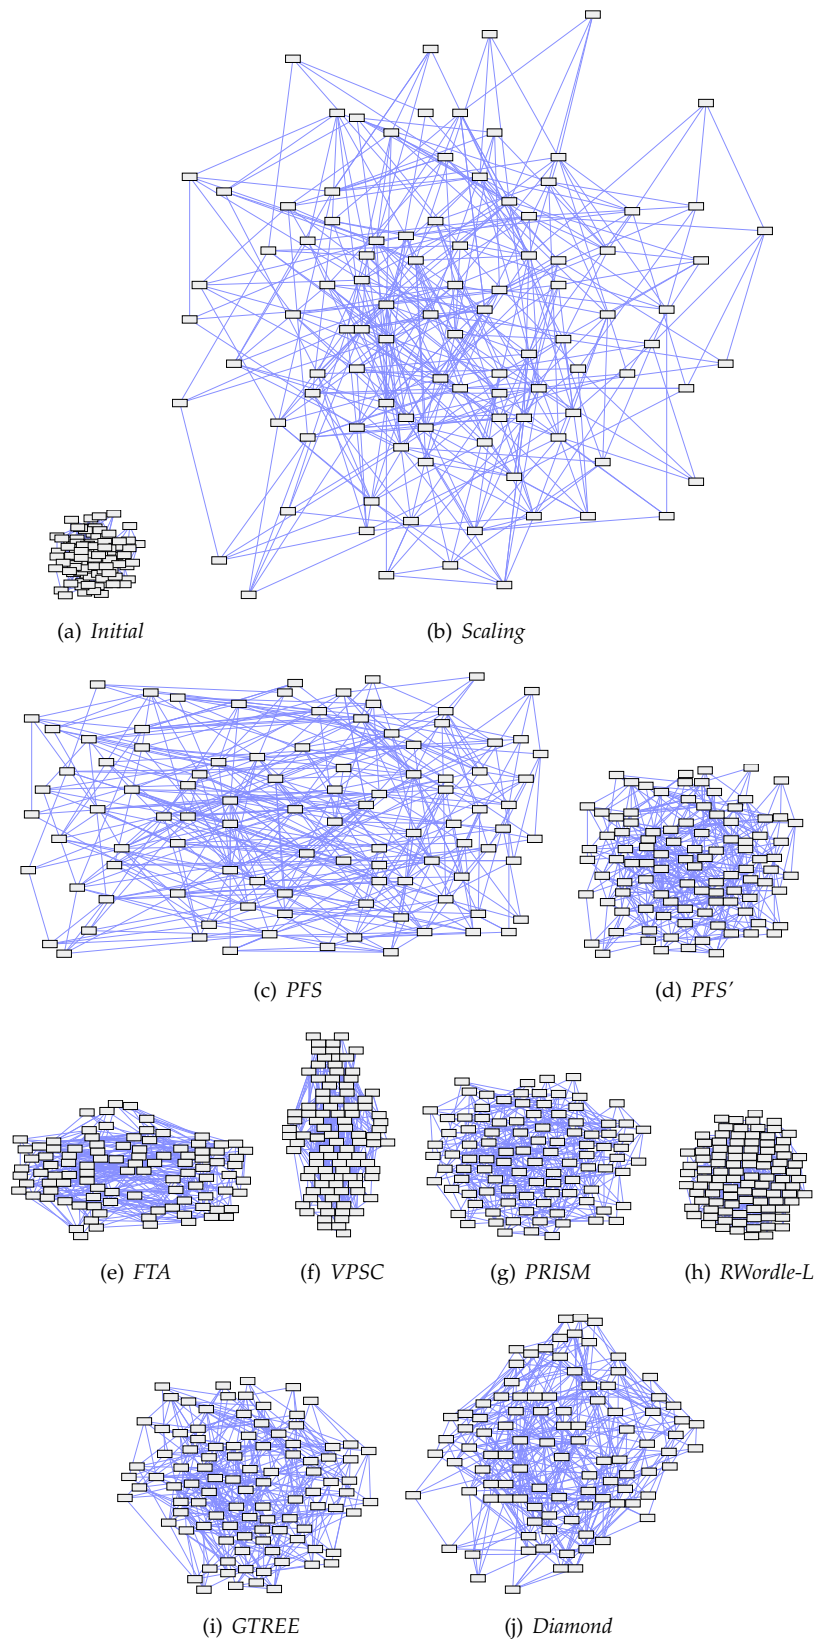 (a) Initial
(b) Scaling
(c) PFS
(d) PFS'
(e) FTA
(f) VPSC
(g) PRISM
(h) RWordle-L
(i) GTREE
(j) Diamond